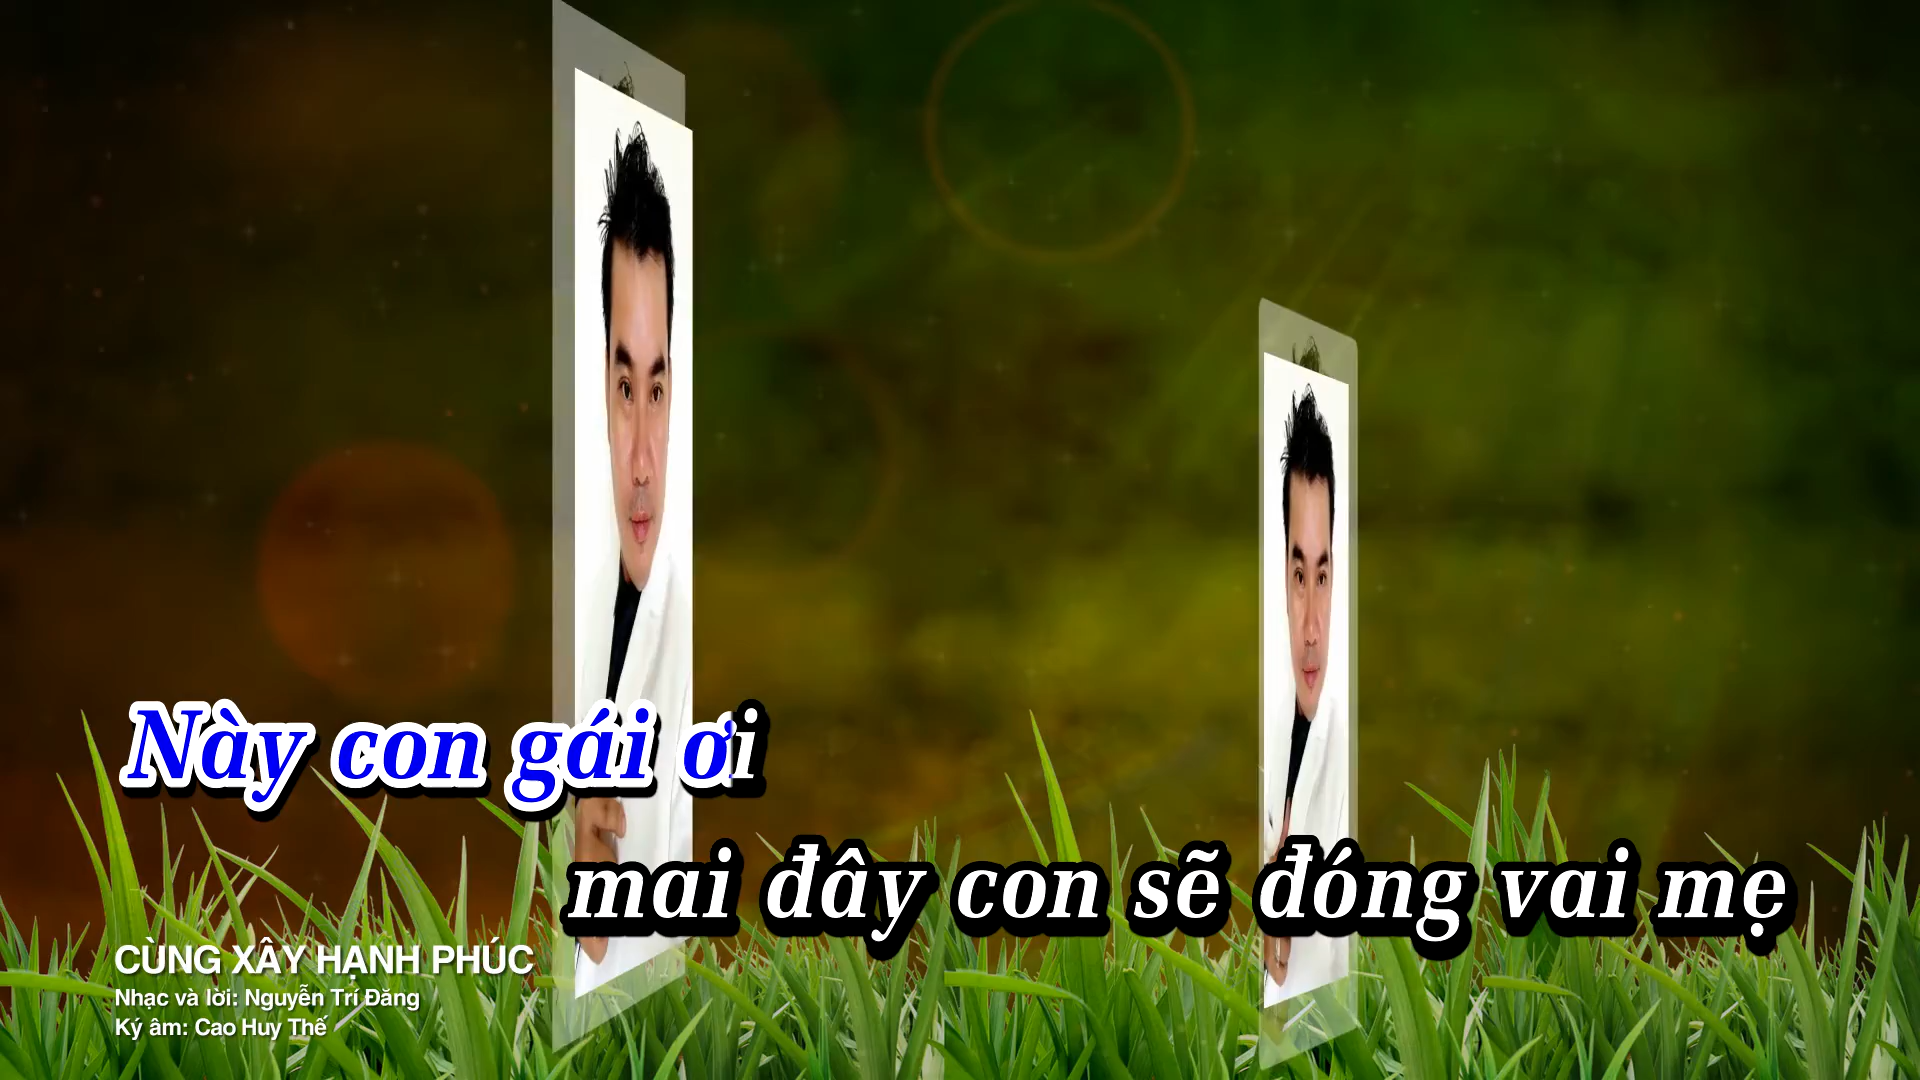 Này con gái ơi
mai đây con sẽ đóng vai mẹ
CÙNG XÂY HẠNH PHÚC
Nhạc và lời: Nguyễn Trí Đăng
Ký âm: Cao Huy Thế